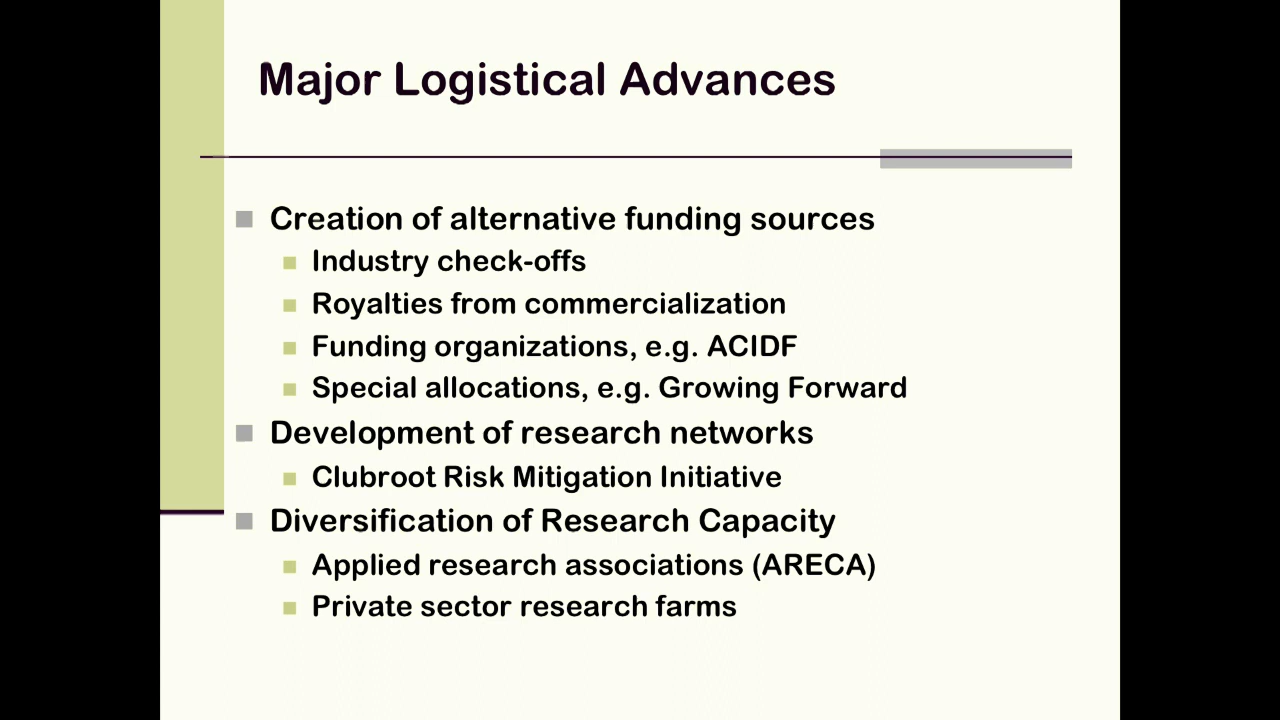 Major Logistical Advances
Creation of alternative funding sources
Industry check-offs
Royalties from commercialization
Funding organizations, e.g. ACIDF
Special allocations, e.g. Growing Forward
Development of research networks
Clubroot Risk Mitigation Initiative
Diversification of Research Capacity
Applied research associations (ARECA)
Private sector research farms